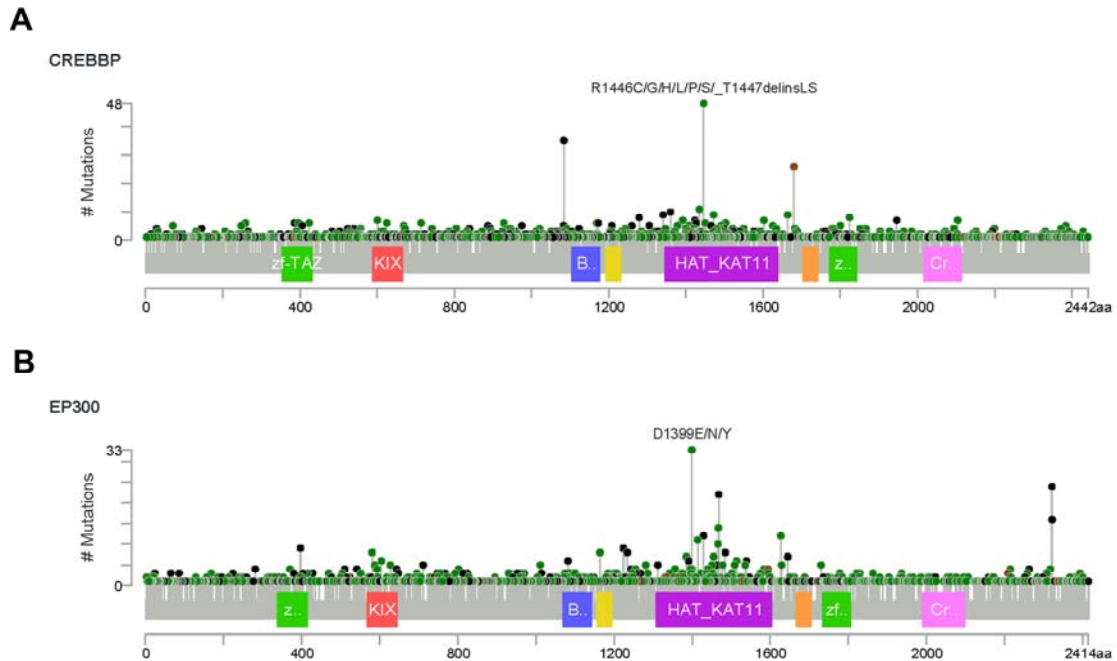 A
CREBBP
R1446C/G/H/L/P/S/_T1447delinsLS
48
# Mutations
0
zf-TAZ KIX B.. HAT_KAT11 z.. Cr..
0 400 800 1200 1600 2000 2442aa
B
EP300
D1399E/N/Y
33
# Mutations
0
z.. KIX B.. HAT_KAT11 zf.. Cr..
0 400 800 1200 1600 2000 2414aa